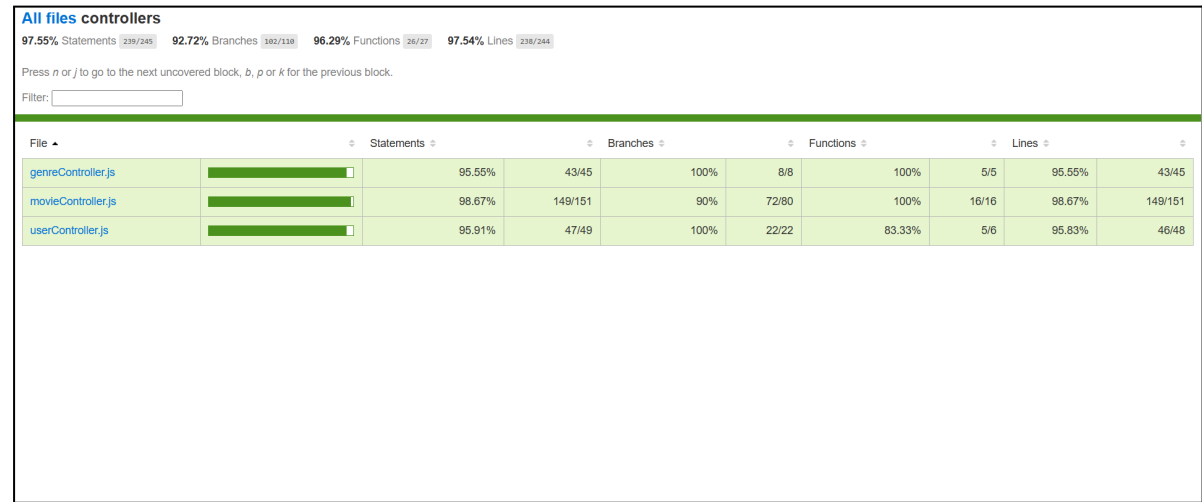 All files controllers
97.55% Statements 239/245 92.72% Branches 102/110 96.29% Functions 26/27 97.54% Lines 238/244
Press n or j to go to the next uncovered block, b, p or k for the previous block.
Filter:
File Statements Branches Functions Lines
genreController.js 95.55% 43/45 100% 8/8 100% 5/5 95.55% 43/45
movieController.js 98.67% 149/151 90% 72/80 100% 16/16 98.67% 149/151
userController.js 95.91% 47/49 100% 22/22 83.33% 5/6 95.83% 46/48